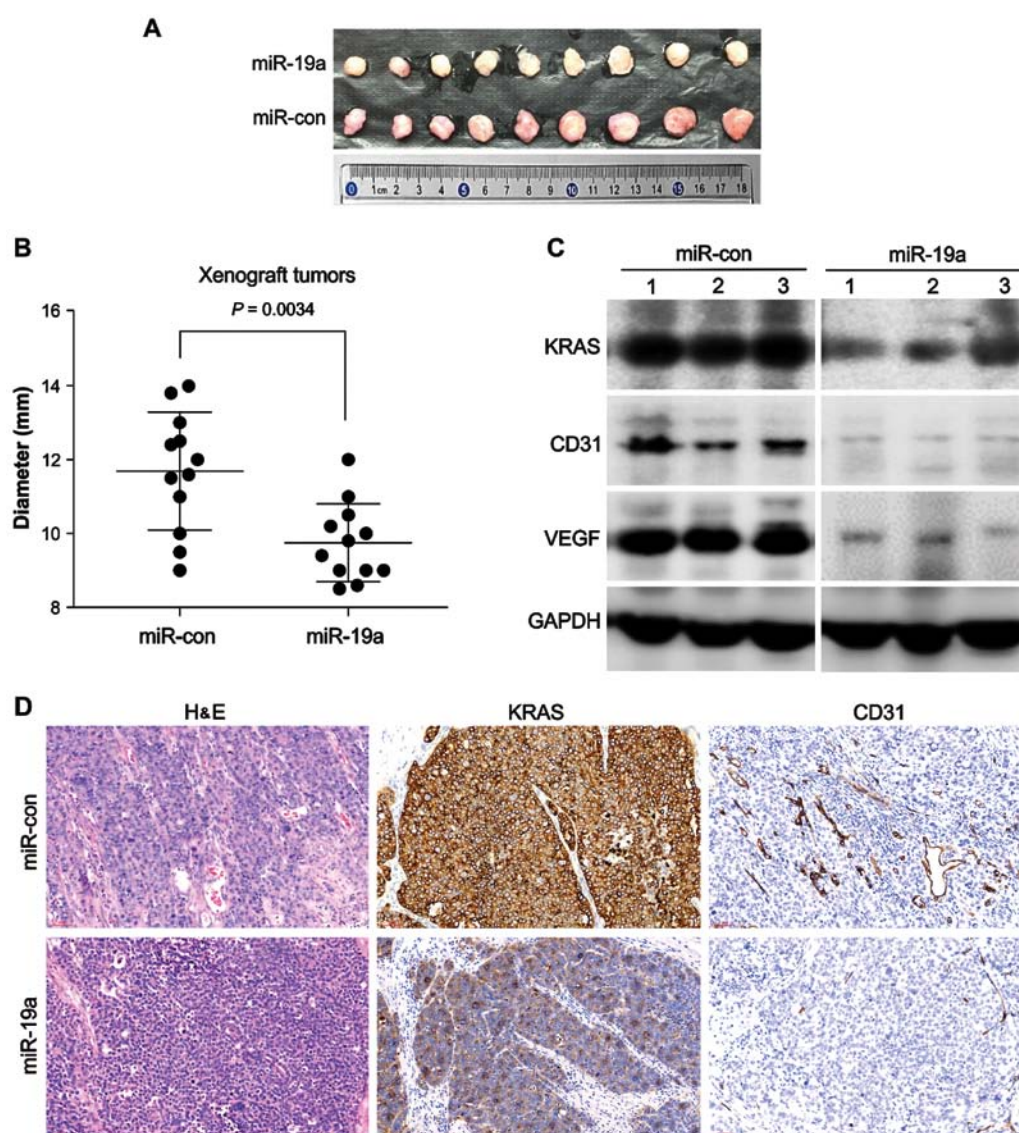 A
miR-19a
miR-con
0 1cm 2 3 4 5 6 7 8 9 10 11 12 13 14 15 16 17 18
B
Xenograft tumors
P = 0.0034
16
14
12
10
8
Diameter (mm)
miR-con
miR-19a
C
miR-con
miR-19a
1 2 3 1 2 3
KRAS
CD31
VEGF
GAPDH
D
H&E
KRAS
CD31
miR-con
miR-19a